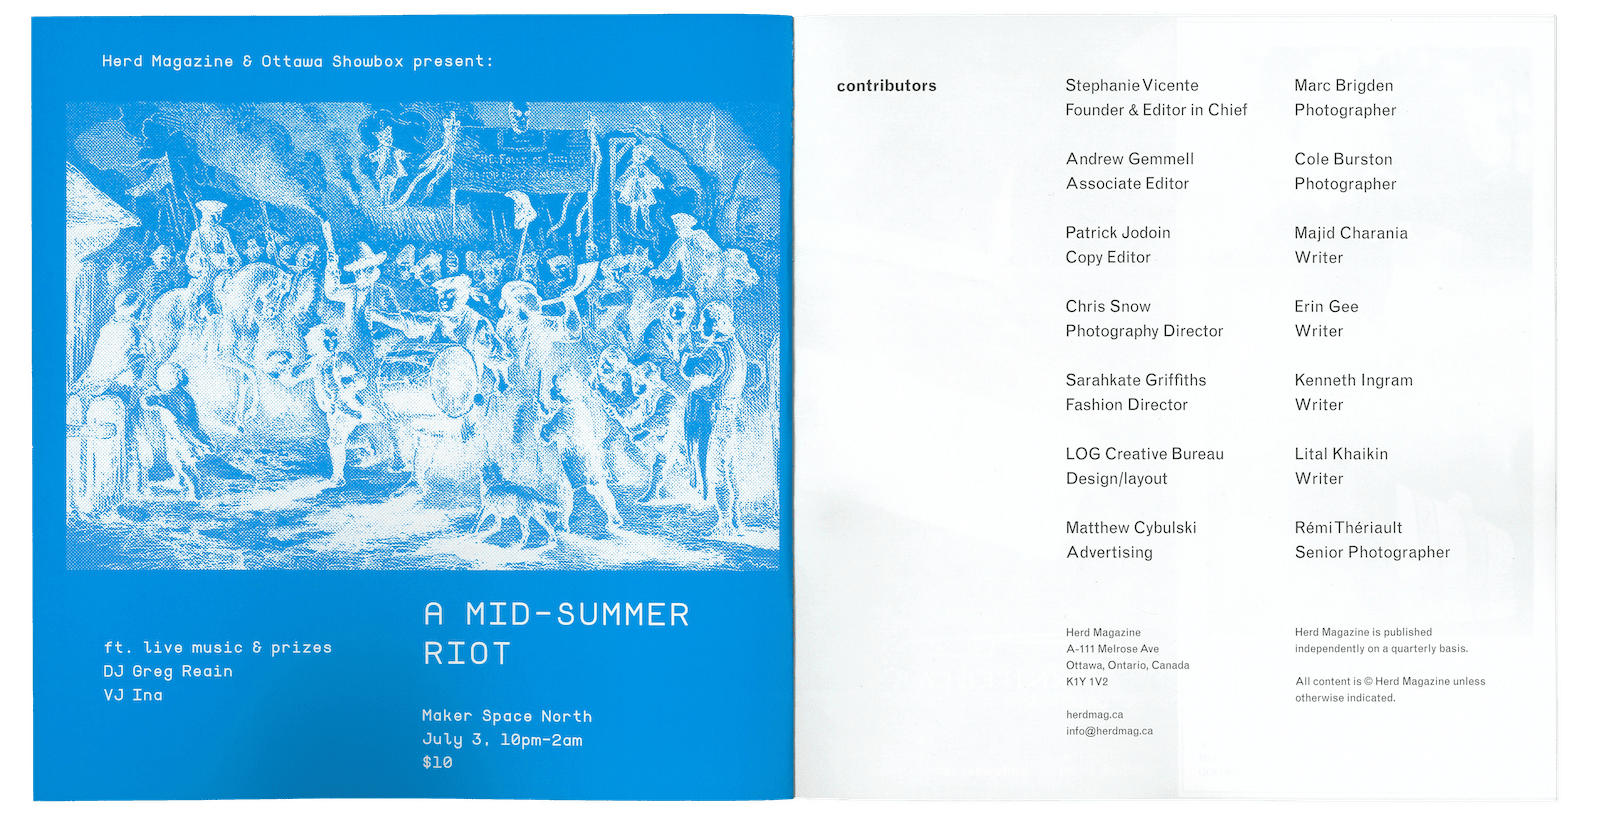 Herd Magazine & Ottawa Showbox present:
A MID-SUMMER
RIOT
ft. live music & prizes
DJ Greg Reain
VJ Ina
Maker Space North
July 3, 10pm-2am
$10
contributors
Stephanie Vicente
Founder & Editor in Chief
Andrew Gemmell
Associate Editor
Patrick Jodoin
Copy Editor
Chris Snow
Photography Director
Sarahkate Griffiths
Fashion Director
LOG Creative Bureau
Design/layout
Matthew Cybulski
Advertising
Marc Brigden
Photographer
Cole Burston
Photographer
Majid Charania
Writer
Erin Gee
Writer
Kenneth Ingram
Writer
Lital Khaikin
Writer
Rémi Thériault
Senior Photographer
Herd Magazine
A-111 Melrose Ave
Ottawa, Ontario, Canada
K1Y 1V2
herdmag.ca
info@herdmag.ca
Herd Magazine is published
independently on a quarterly basis.
All content is © Herd Magazine unless
otherwise indicated.